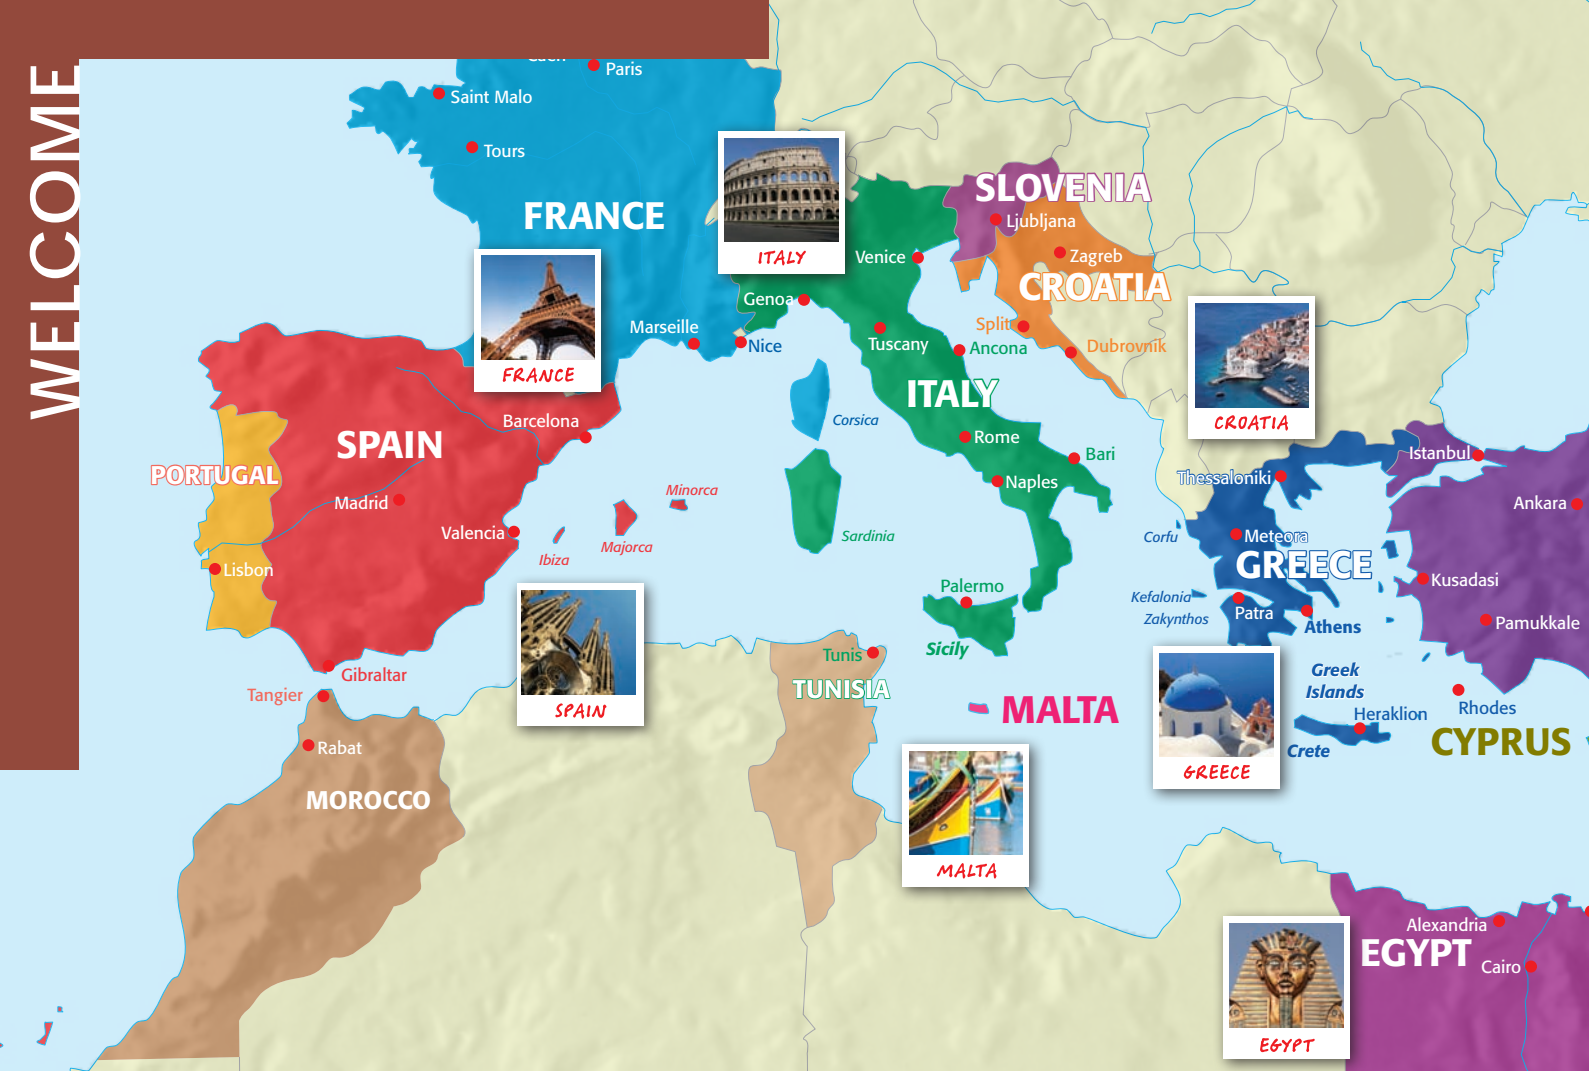 WELCOME
Caen
Paris
Saint Malo
Tours
FRANCE
FRANCE
ITALY
SLOVENIA
Ljubljana
Venice
Zagreb
CROATIA
Genoa
Split
Marseille
Nice
Tuscany
Ancona
Dubrovnik
ITALY
CROATIA
Corsica
Barcelona
SPAIN
PORTUGAL
Madrid
Valencia
Lisbon
Minorca
Majorca
Ibiza
Rome
Bari
Naples
Sardinia
Istanbul
Thessaloniki
Ankara
Corfu
Meteora
GREECE
Kusadasi
Kefalonia
Zakynthos
Patra
Athens
Pamukkale
Palermo
Sicily
Tunis
TUNISIA
Gibraltar
Tangier
SPAIN
Rabat
MOROCCO
MALTA
MALTA
Greek
Islands
Heraklion
Rhodes
Crete
CYPRUS
GREECE
Alexandria
EGYPT
Cairo
EGYPT